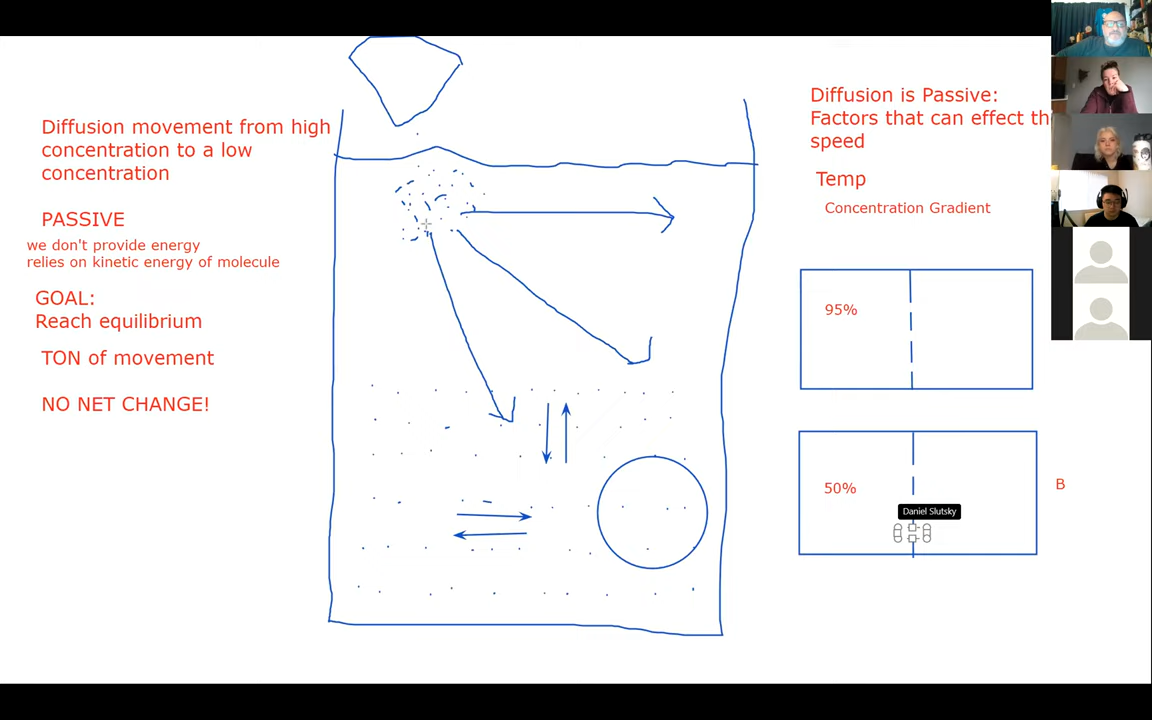 Diffusion movement from high
concentration to a low
concentration
PASSIVE
we don't provide energy
relies on kinetic energy of molecule
GOAL:
Reach equilibrium
TON of movement
NO NET CHANGE!
Diffusion is Passive:
Factors that can effect th
speed
Temp
Concentration Gradient
95%
50%
B
Daniel Slutsky